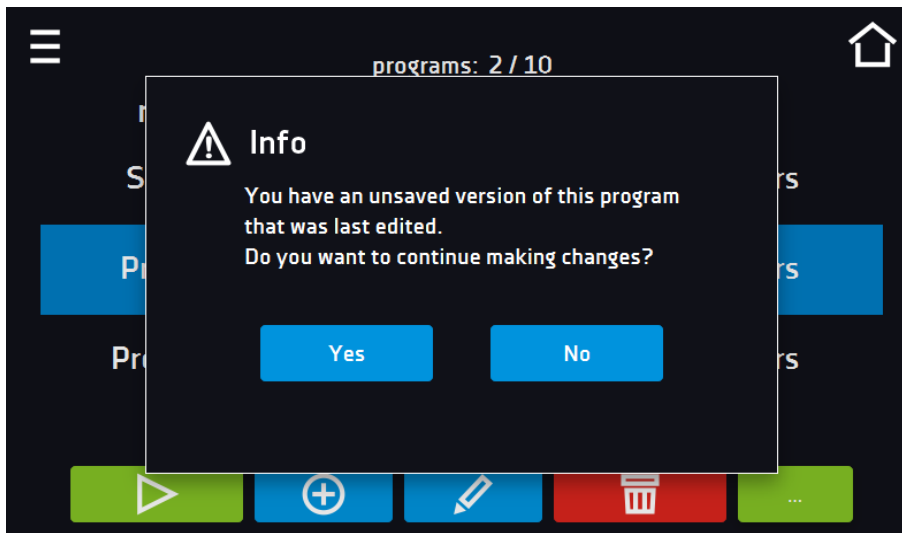 programs: 2 / 10
Info
You have an unsaved version of this program
that was last edited.
Do you want to continue making changes?
Yes
No
...